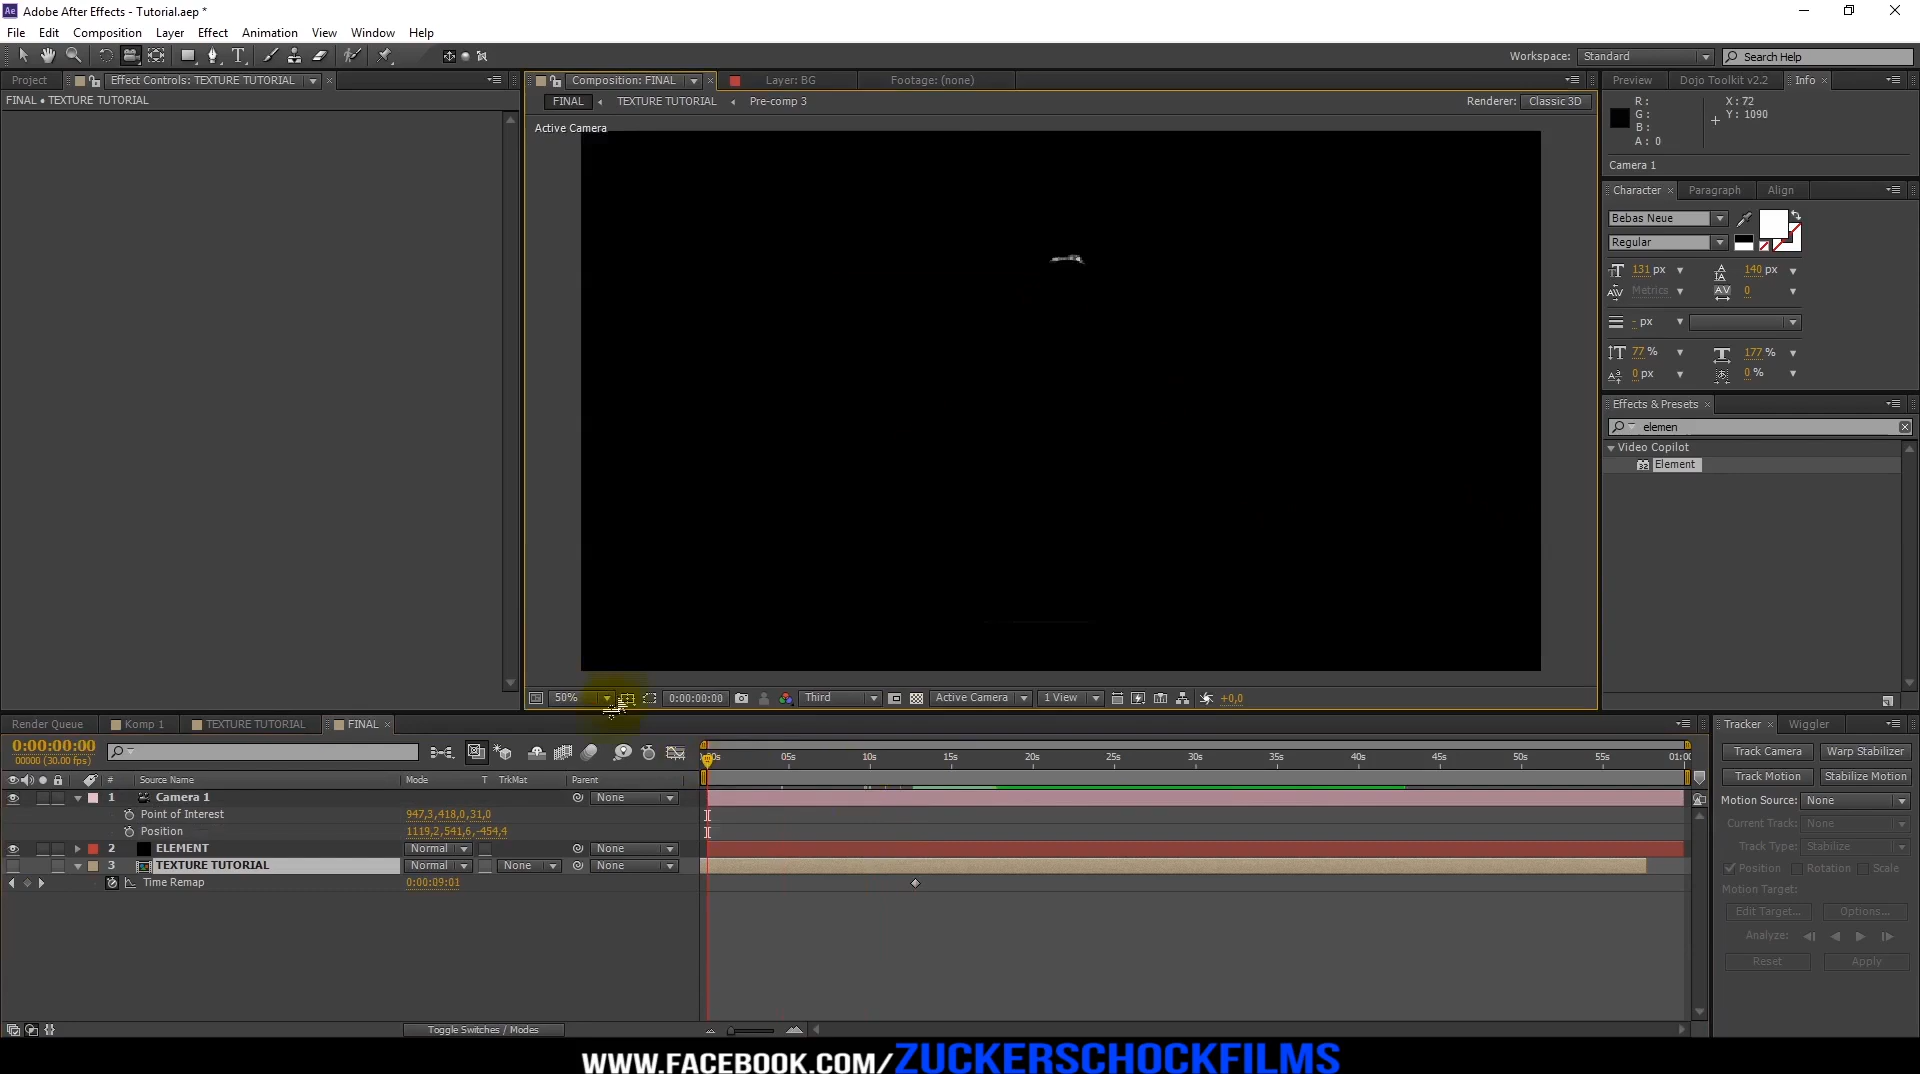 Adobe After Effects - Tutorial.aep *
File Edit Composition Layer Effect Animation View Window Help
Workspace: Standard Search Help
Project Effect Controls: TEXTURE TUTORIAL
FINAL • TEXTURE TUTORIAL
Composition: FINAL Layer: BG Footage: (none)
FINAL TEXTURE TUTORIAL Pre-comp 3 Renderer: Classic 3D
Active Camera
Preview Dojo Toolkit v2.2 Info
R: X: 72
G: Y: 1090
B:
A: 0
Camera 1
Character Paragraph Align
Bebas Neue
Regular
131 px 140 px
Metrics 0
- px
77 % 177 %
0 px 0 %
Effects & Presets
elemen
Video Copilot
Element
50% 0:00:00:00 Third Active Camera 1 View +0,0
Render Queue Komp 1 TEXTURE TUTORIAL FINAL
0:00:00:00
00000 (30.00 fps)
# Source Name Mode T TrkMat Parent
05s 10s 15s 20s 25s 30s 35s 40s 45s 50s 55s 01:00
1 Camera 1 None
Point of Interest 947,3,418,0,31,0
Position 1119,2,541,6,-454,4
2 ELEMENT Normal None
3 TEXTURE TUTORIAL Normal None None
Time Remap 0:00:09:01
Toggle Switches / Modes
Tracker Wiggler
Track Camera Warp Stabilizer
Track Motion Stabilize Motion
Motion Source: None
Current Track: None
Track Type: Stabilize
Position Rotation Scale
Motion Target:
Edit Target... Options...
Analyze:
Reset Apply
WWW.FACEBOOK.COM/ZUCKERSCHOCKFILMS